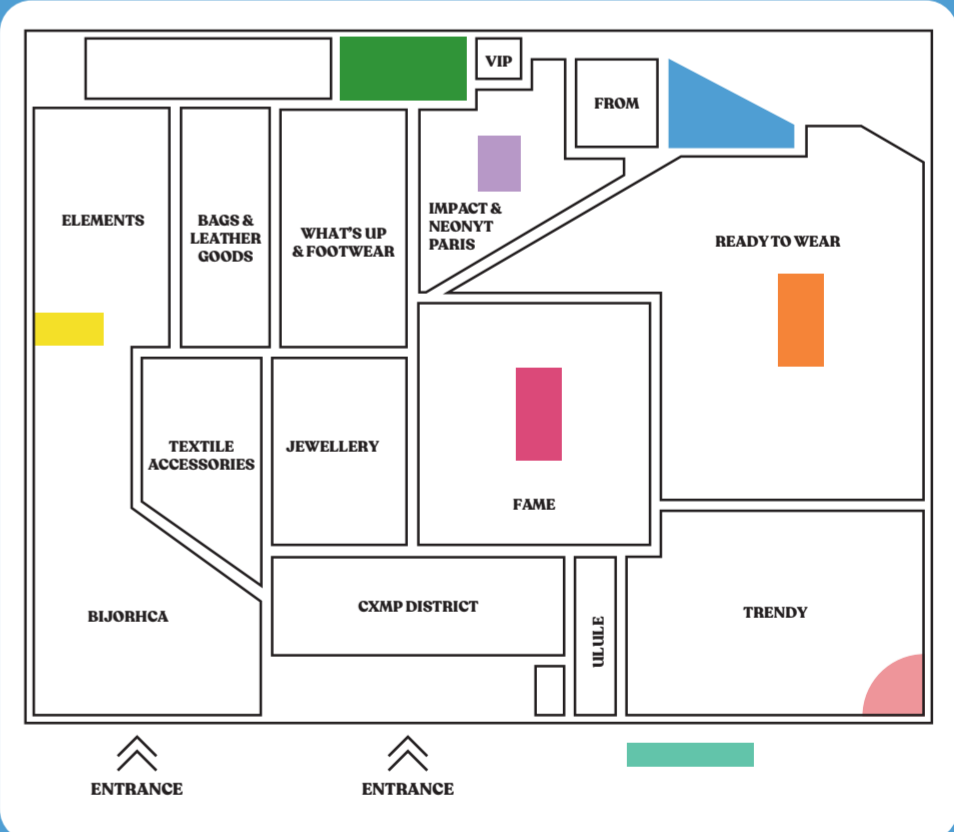 VIP
FROM
ELEMENTS
BAGS &
LEATHER
GOODS
WHAT'S UP
& FOOTWEAR
IMPACT &
NEONYT
PARIS
READY TO WEAR
TEXTILE
ACCESSORIES
JEWELLERY
FAME
BIJORHCA
CXMP DISTRICT
ULULE
TRENDY
ENTRANCE
ENTRANCE